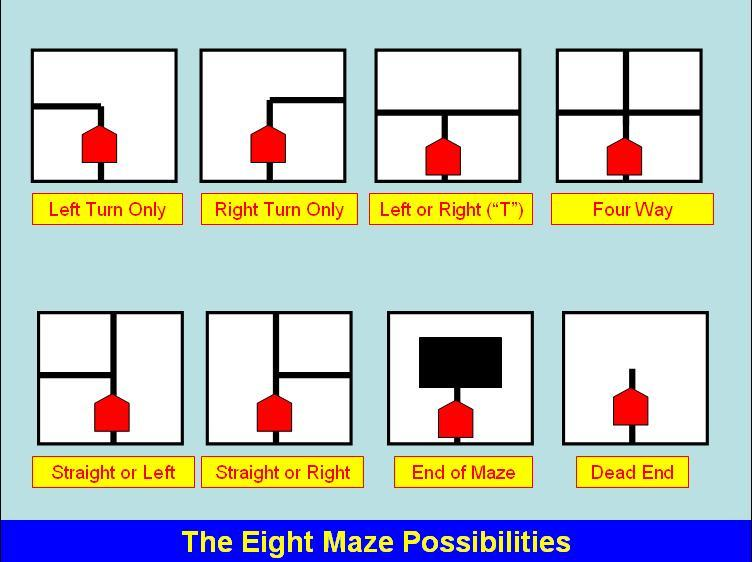 Left Turn Only
Right Turn Only
Left or Right (“T”)
Four Way
Straight or Left
Straight or Right
End of Maze
Dead End
The Eight Maze Possibilities